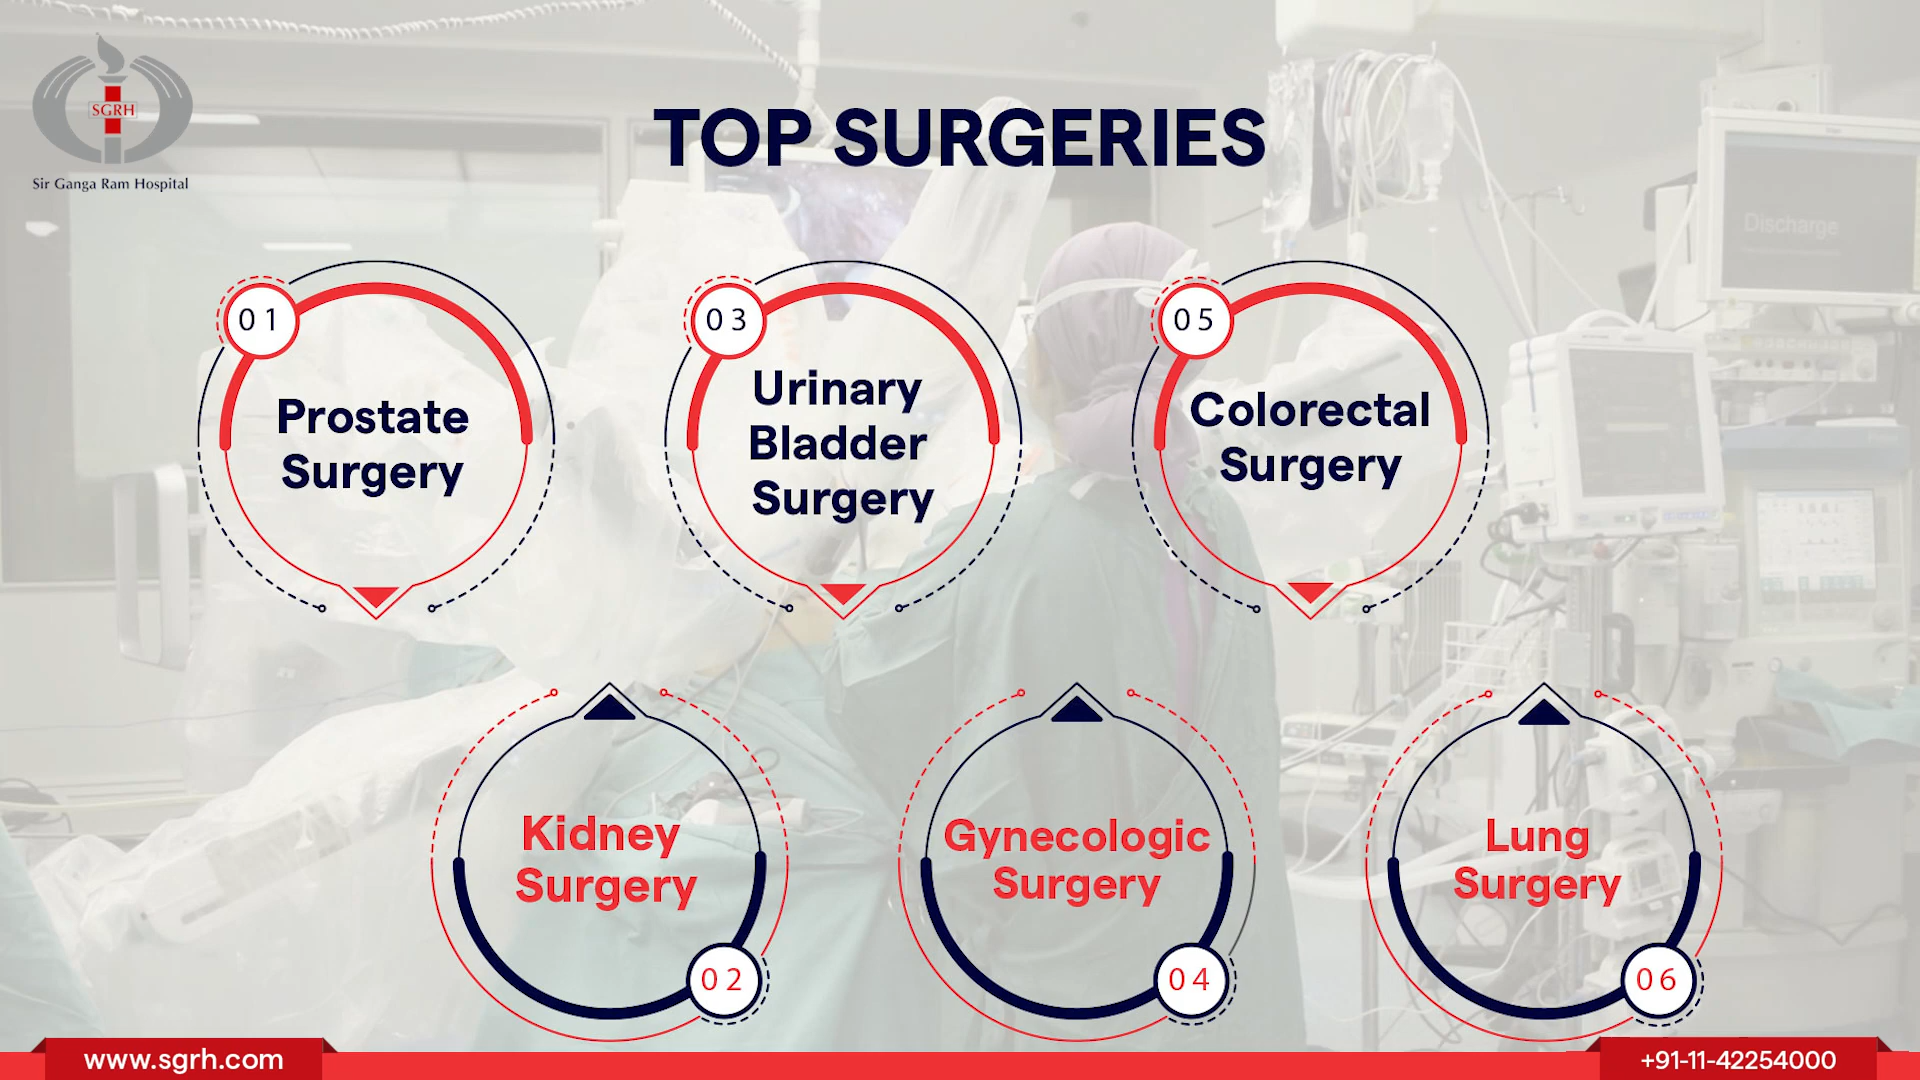 SGRH
Sir Ganga Ram Hospital
TOP SURGERIES
01
Prostate
Surgery
03
Urinary
Bladder
Surgery
05
Colorectal
Surgery
Discharge
Kidney
Surgery
02
Gynecologic
Surgery
04
Lung
Surgery
06
www.sgrh.com
+91-11-42254000